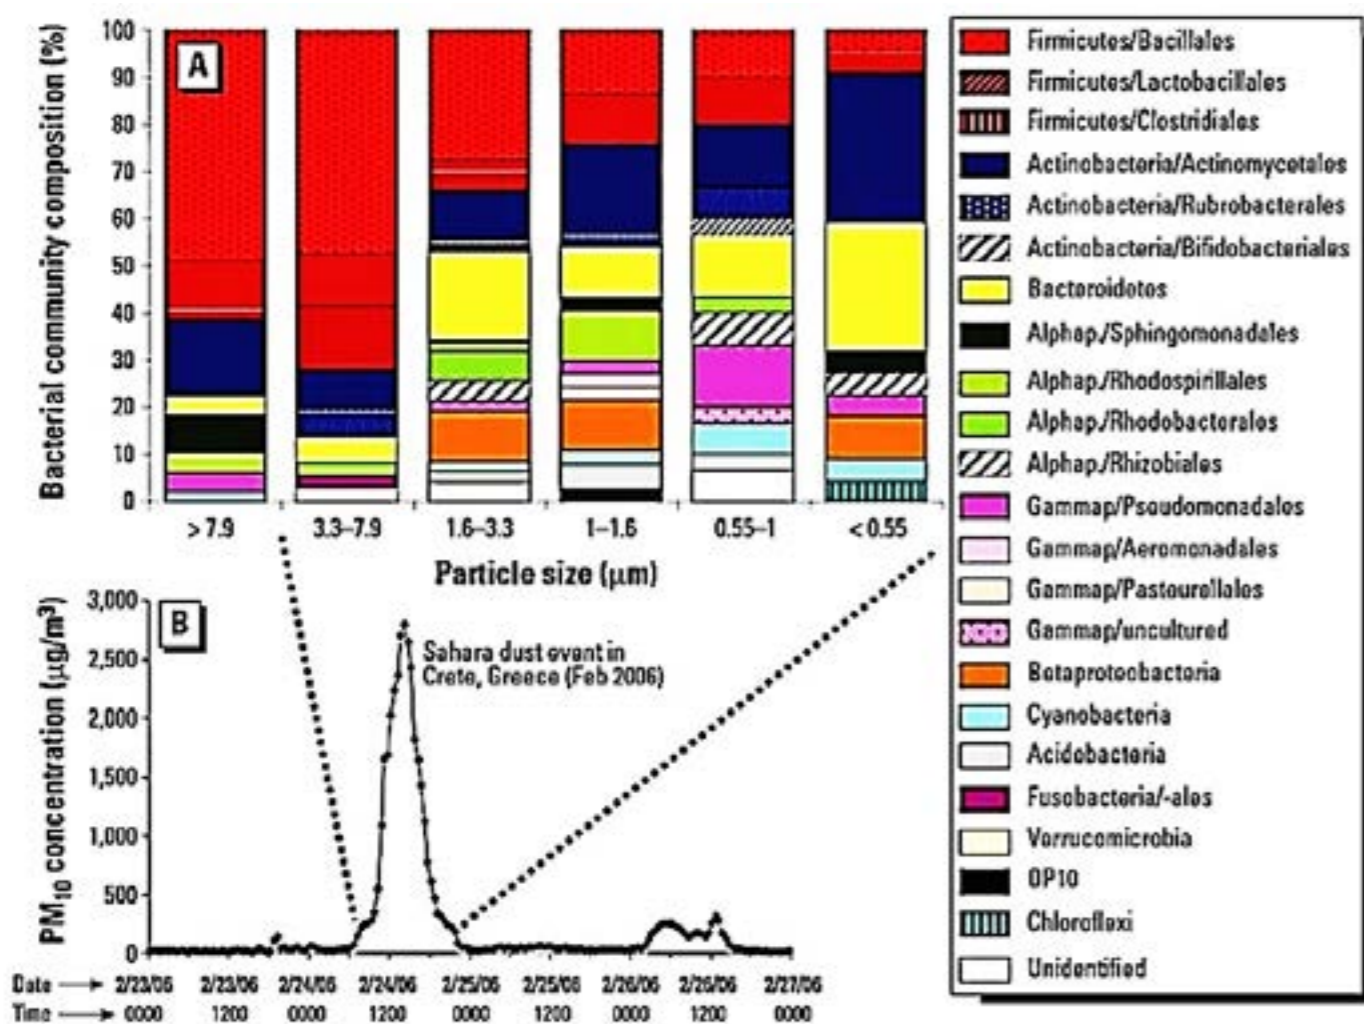 Bacterial community composition (%)
100
90
80
70
60
50
40
30
20
10
0
A
> 7.9
3.3–7.9
1.6–3.3
1–1.6
0.55–1
< 0.55
Particle size (μm)
Firmicutes/Bacillales
Firmicutes/Lactobacillales
Firmicutes/Clostridiales
Actinobacteria/Actinomycetales
Actinobacteria/Rubrobacterales
Actinobacteria/Bifidobacteriales
Bacteroidetes
Alphap./Sphingomonadales
Alphap./Rhodospirillales
Alphap./Rhodobacterales
Alphap./Rhizobiales
Gammap/Pseudomonadales
Gammap/Aeromonadales
Gammap/Pasteurellales
Gammap/uncultured
Betaproteobacteria
Cyanobacteria
Acidobacteria
Fusobacteria/-ales
Verrucomicrobia
OP10
Chloroflexi
Unidentified
PM10 concentration (μg/m³)
3,000
2,500
2,000
1,500
1,000
500
0
B
Sahara dust event in
Crete, Greece (Feb 2006)
Date 2/23/06 2/23/06 2/24/06 2/24/06 2/25/06 2/25/06 2/26/06 2/26/06 2/27/06
Time 0000 1200 0000 1200 0000 1200 0000 1200 0000